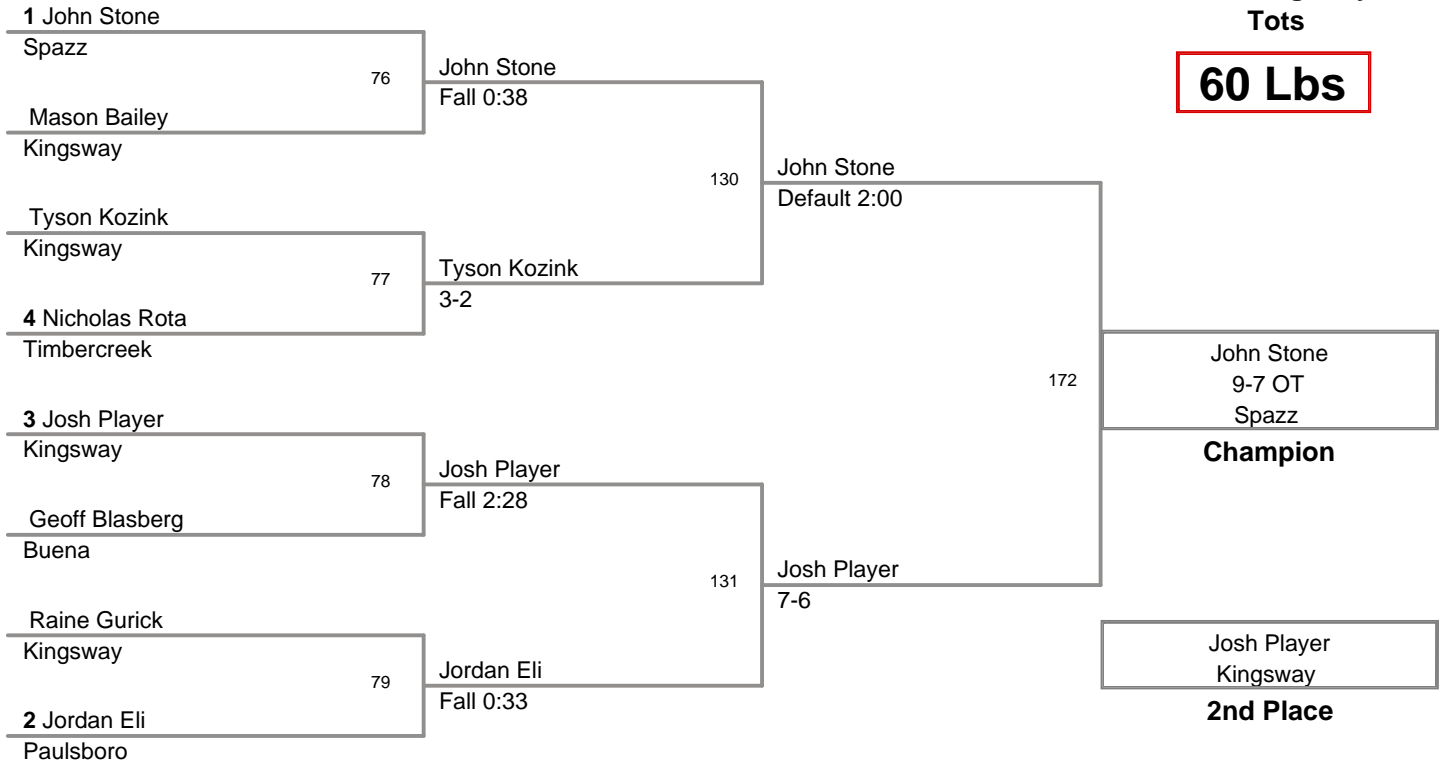 Tots
60 Lbs
1 John Stone
Spazz
76
Mason Bailey
Kingsway
John Stone
Fall 0:38
Tyson Kozink
Kingsway
77
4 Nicholas Rota
Timbercreek
Tyson Kozink
3-2
130
John Stone
Default 2:00
3 Josh Player
Kingsway
78
Geoff Blasberg
Buena
Josh Player
Fall 2:28
Raine Gurick
Kingsway
79
2 Jordan Eli
Paulsboro
Jordan Eli
Fall 0:33
131
Josh Player
7-6
172
John Stone
9-7 OT
Spazz
Champion
Josh Player
Kingsway
2nd Place